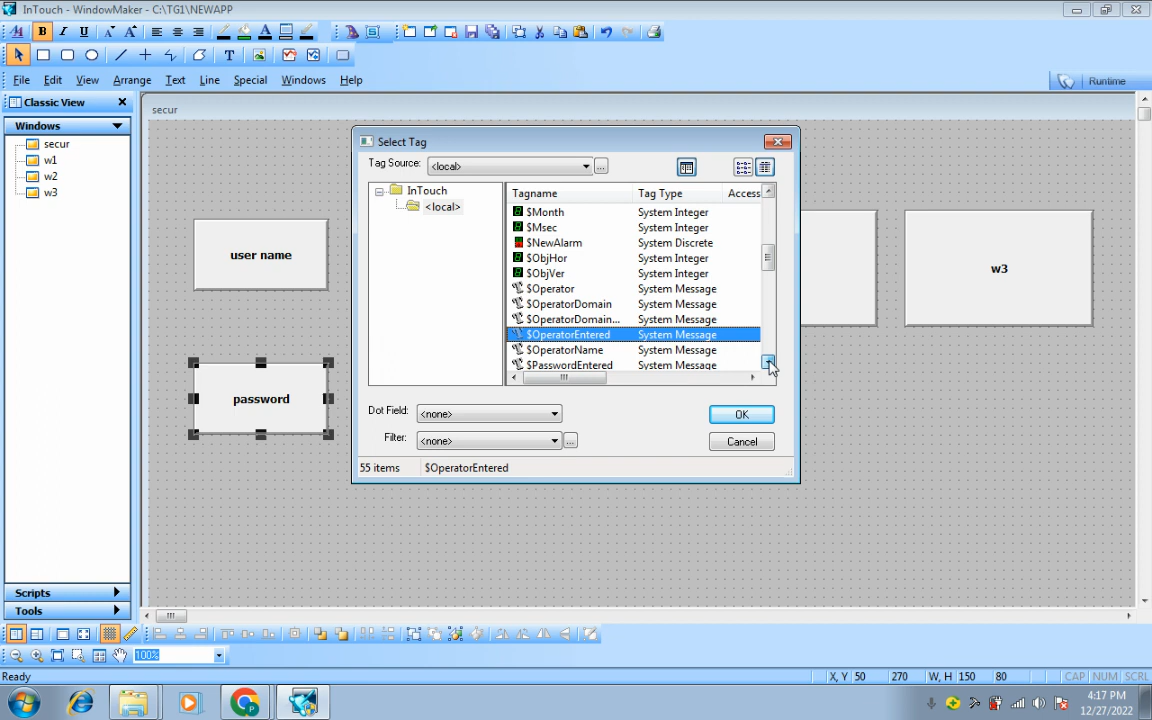 InTouch - WindowMaker - C:\TG1\NEWAPP
B I U A A A
T
File Edit View Arrange Text Line Special Windows Help Runtime
Classic View
Windows
secur
w1
w2
w3
Scripts
Tools
secur
user name
password
w3
Select Tag
Tag Source: <local> ...
InTouch
<local>
Tagname Tag Type Access
$Month System Integer
$Msec System Integer
$NewAlarm System Discrete
$ObjHor System Integer
$ObjVer System Integer
$Operator System Message
$OperatorDomain System Message
$OperatorDomain... System Message
$OperatorEntered System Message
$OperatorName System Message
$PasswordEntered System Message
Dot Field: <none> OK
Filter: <none> ... Cancel
55 items $OperatorEntered
100%
Ready X, Y 50 270 W, H 150 80 CAP NUM SCRL
4:17 PM
12/27/2022